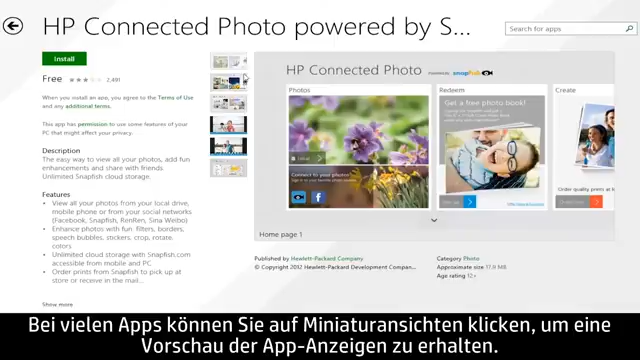 HP Connected Photo powered by S...
Search for apps
Install
Free
2,491
When you install an app, you agree to the Terms of Use
and any additional terms.
This app has permission to use some features of your
PC that might affect your privacy.
Description
The easy way to view all your photos, add fun
enhancements and share with friends
Unlimited Snapfish cloud storage.
Features
• View all your photos from your local drive,
mobile phone or from your social networks
(Facebook, Snapfish, RenRen, Sina Weibo)
• Enhance photos with fun filters, borders,
speech bubbles, stickers, crop, rotate,
colors
• Unlimited cloud storage with Snapfish.com
accessible from mobile and PC
• Order prints from Snapfish to pick up at
store or receive in the mail...
Show more
HP Connected Photo
snapfish
Photos
Redeem
Create
Get a free photo book!
Local
Connect to your photos
Order quality prints
Home page 1
Published by Hewlett-Packard Company
© Copyright 2012 Hewlett-Packard Development Compan...
Category Photo
Approximate size 17.9 MB
Age rating 12+
Bei vielen Apps können Sie auf Miniaturansichten klicken, um eine
Vorschau der App-Anzeigen zu erhalten.